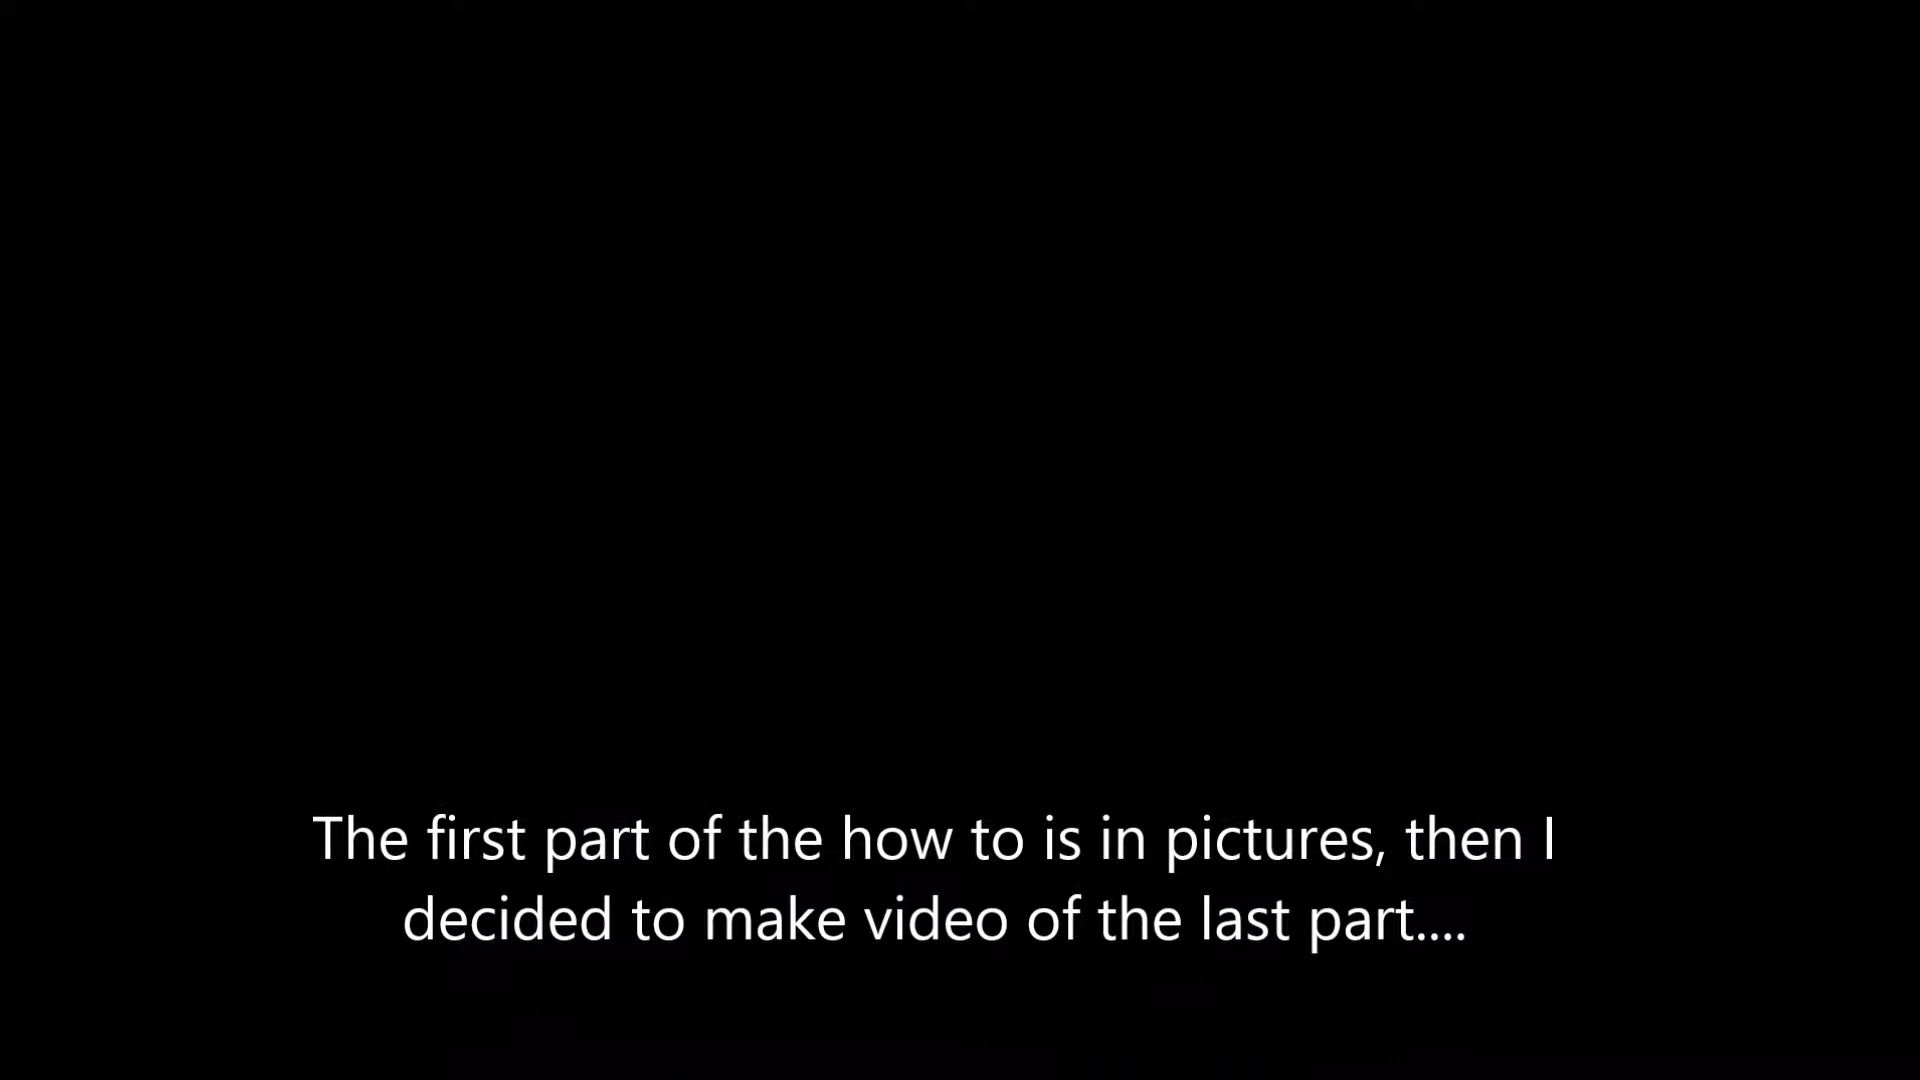 The first part of the how to is in pictures, then I
decided to make video of the last part....